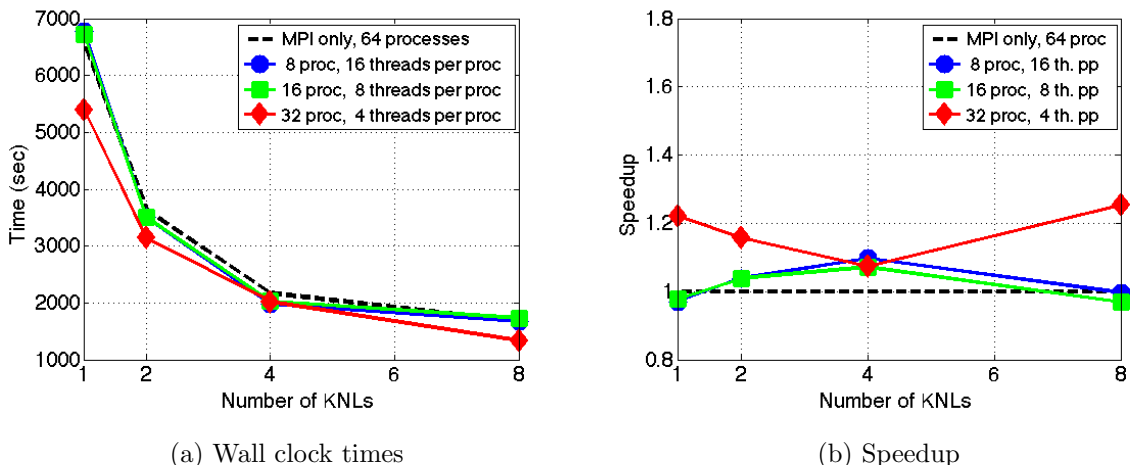 7000
6000
5000
4000
3000
2000
1000
Time (sec)
1 2 4 6 8
Number of KNLs
MPI only, 64 processes
8 proc, 16 threads per proc
16 proc, 8 threads per proc
32 proc, 4 threads per proc
(a) Wall clock times
1.8
1.6
1.4
1.2
1
0.8
Speedup
1 2 4 6 8
Number of KNLs
MPI only, 64 proc
8 proc, 16 th. pp
16 proc, 8 th. pp
32 proc, 4 th. pp
(b) Speedup